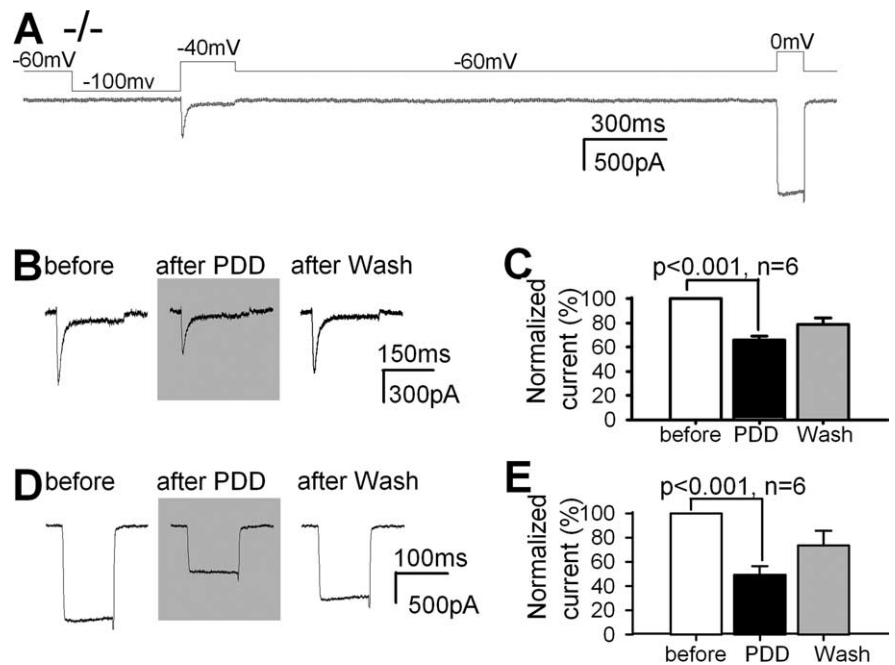 A -/-
-60mV
-100mv
-40mV
-60mV
0mV
300ms
500pA
B before after PDD after Wash
150ms
300pA
C
p<0.001, n=6
Normalized current (%)
100
80
60
40
20
0
before PDD Wash
D before after PDD after Wash
100ms
500pA
E
p<0.001, n=6
Normalized current (%)
100
80
60
40
20
0
before PDD Wash